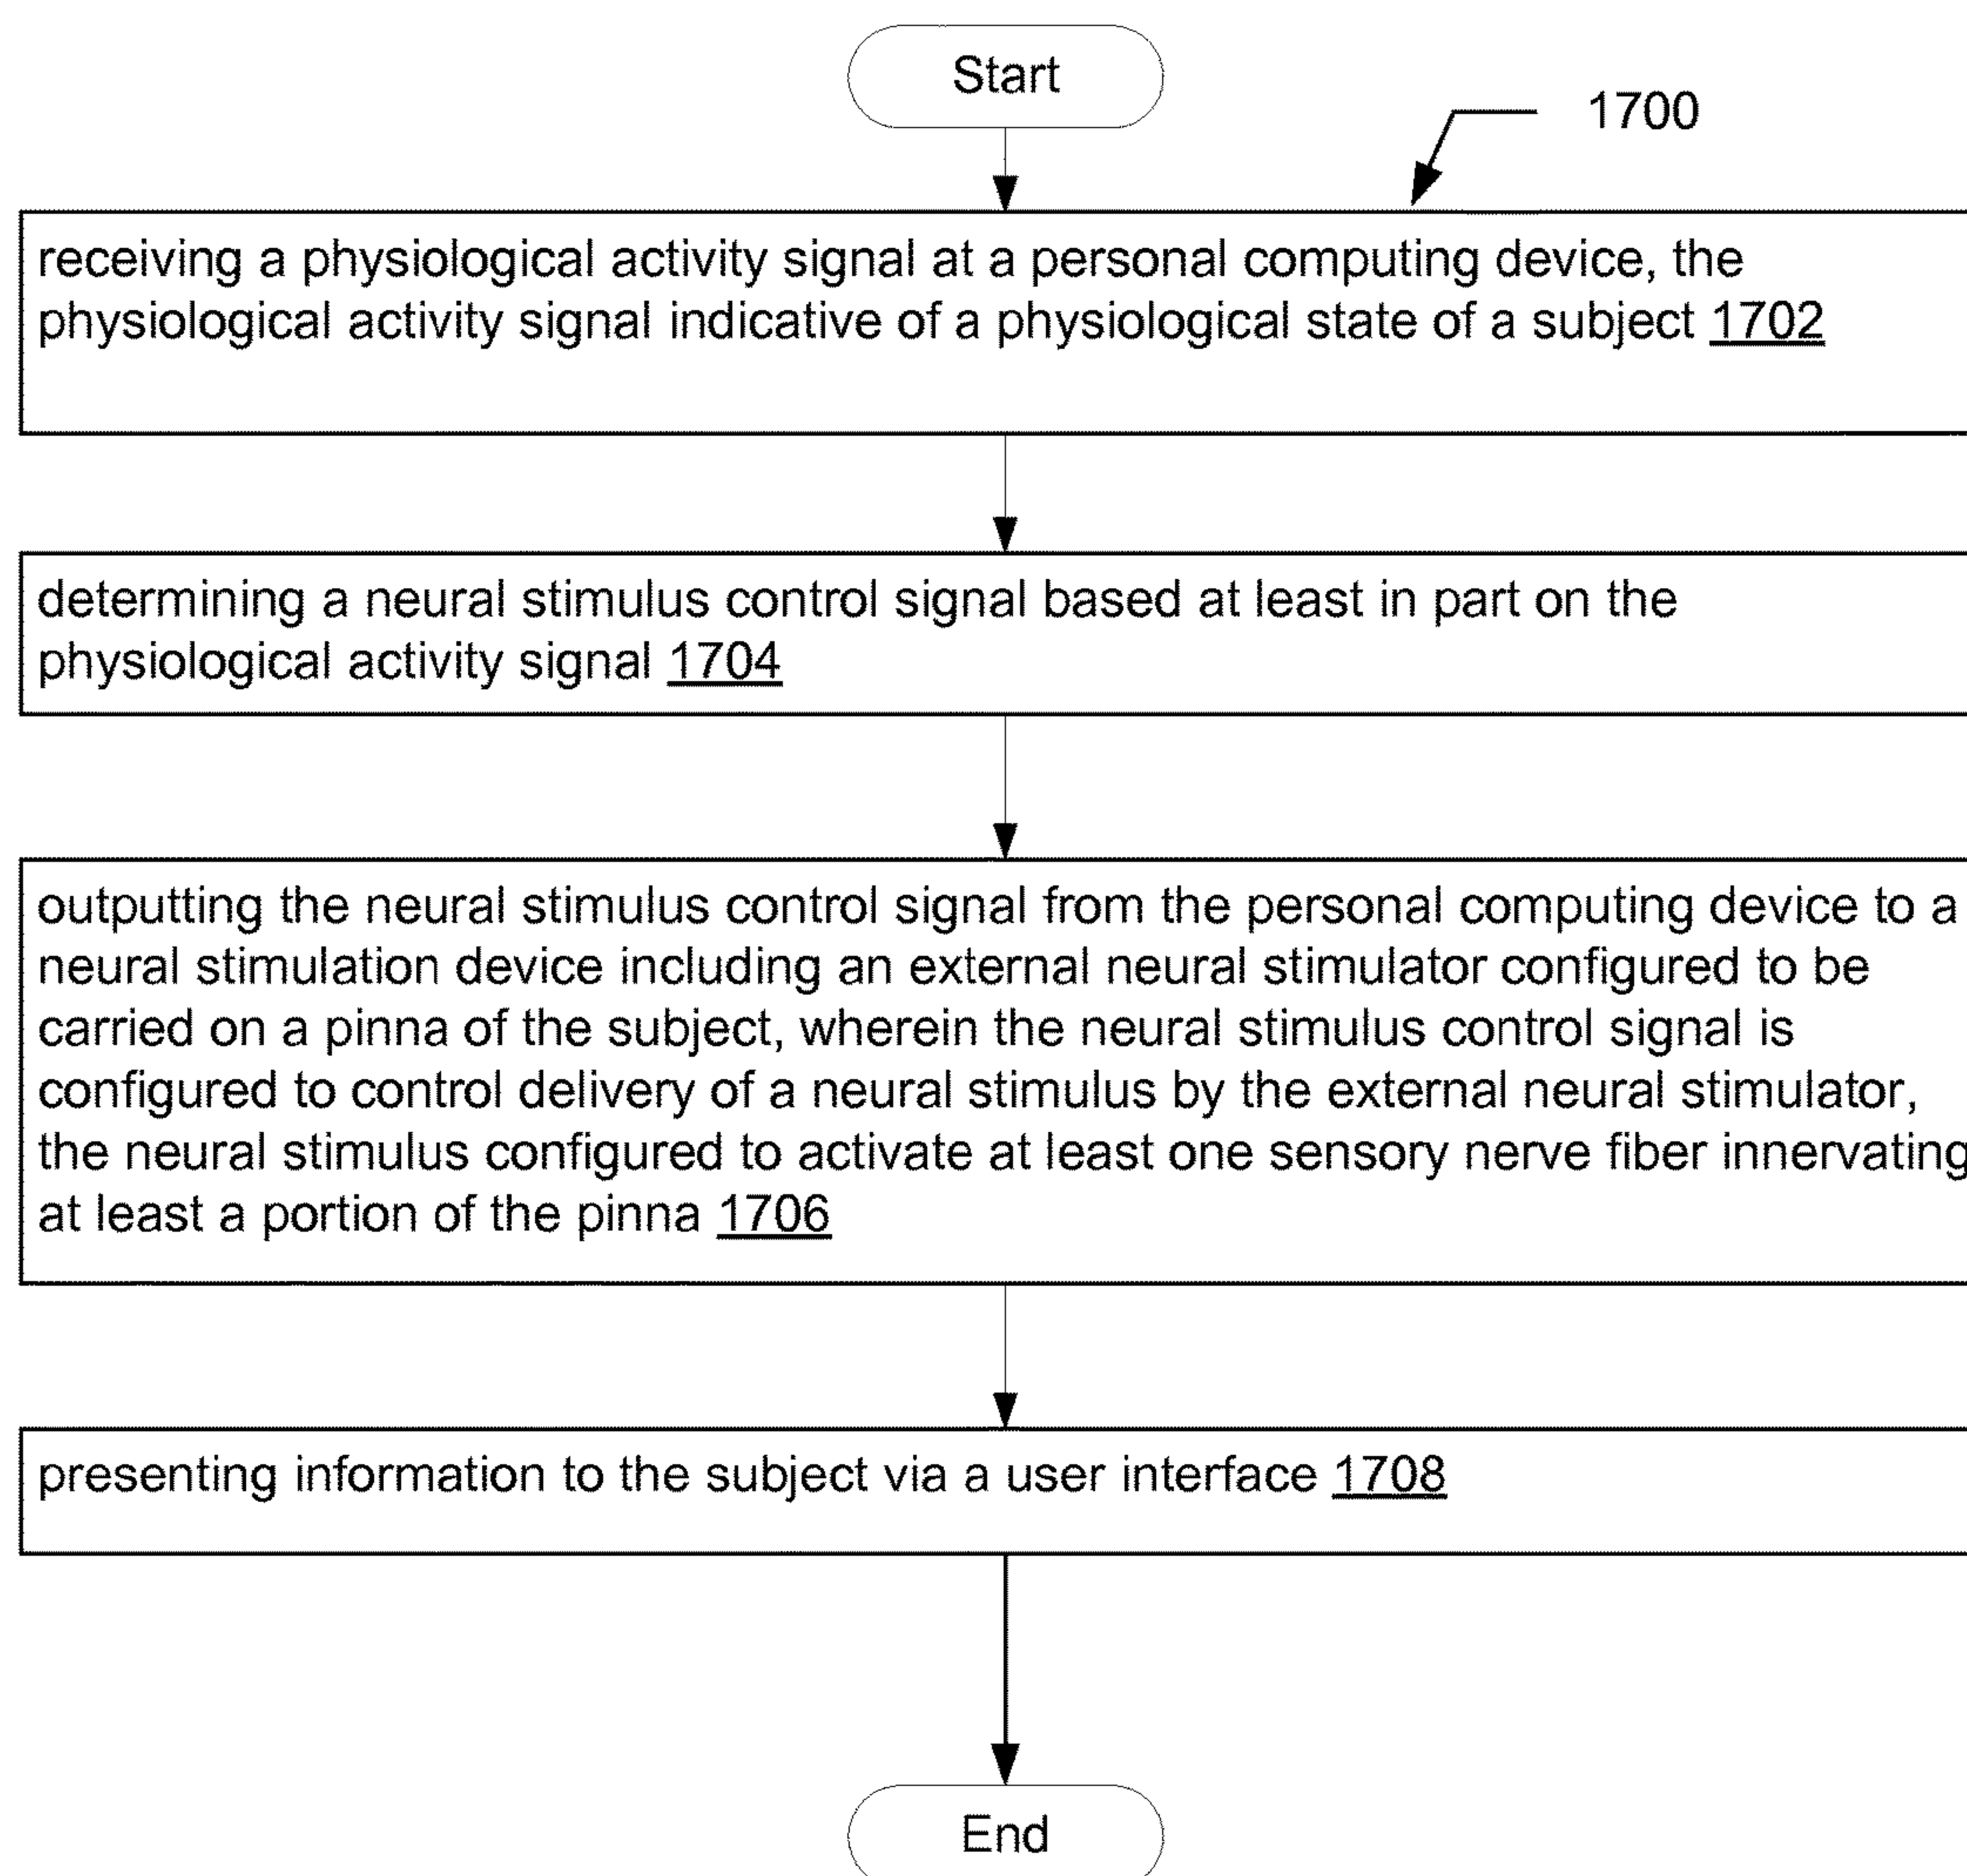 Start
1700
receiving a physiological activity signal at a personal computing device, the
physiological activity signal indicative of a physiological state of a subject 1702
determining a neural stimulus control signal based at least in part on the
physiological activity signal 1704
outputting the neural stimulus control signal from the personal computing device to a
neural stimulation device including an external neural stimulator configured to be
carried on a pinna of the subject, wherein the neural stimulus control signal is
configured to control delivery of a neural stimulus by the external neural stimulator,
the neural stimulus configured to activate at least one sensory nerve fiber innervating
at least a portion of the pinna 1706
presenting information to the subject via a user interface 1708
End